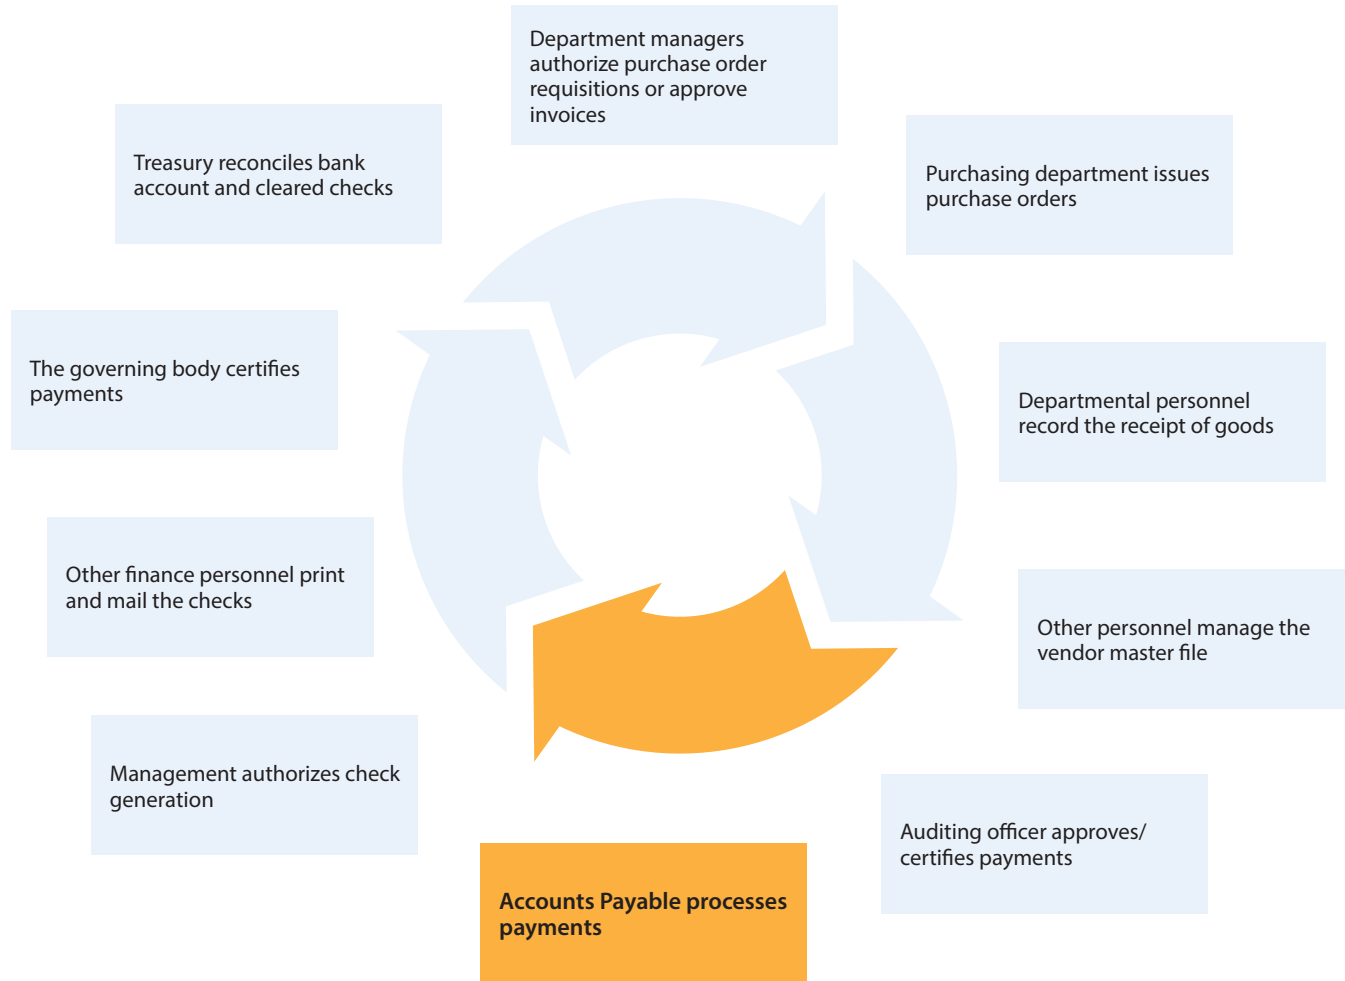 Department managers
authorize purchase order
requisitions or approve
invoices
Purchasing department issues
purchase orders
Departmental personnel
record the receipt of goods
Other personnel manage the
vendor master file
Auditing officer approves/
certifies payments
Accounts Payable processes
payments
Management authorizes check
generation
Other finance personnel print
and mail the checks
The governing body certifies
payments
Treasury reconciles bank
account and cleared checks